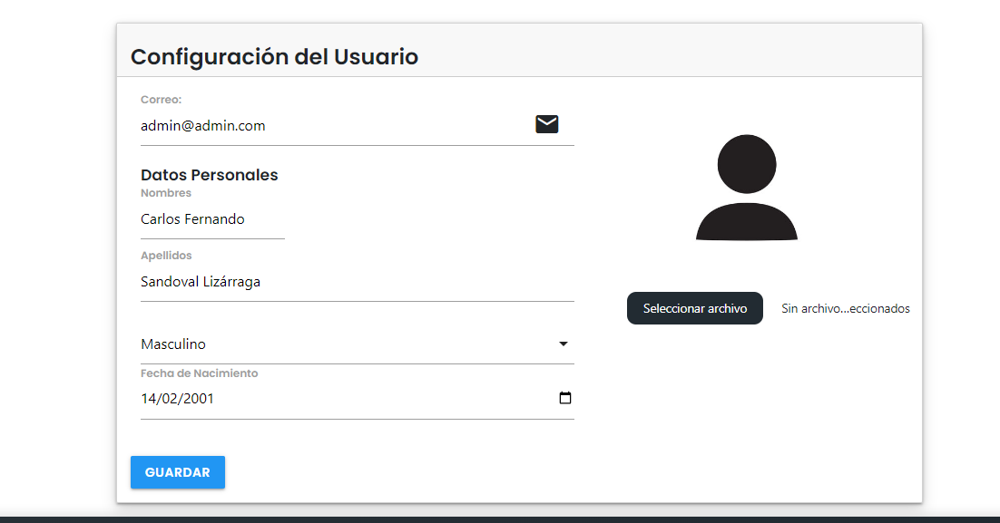 Configuración del Usuario
Correo:
admin@admin.com
Datos Personales
Nombres
Carlos Fernando
Apellidos
Sandoval Lizárraga
Masculino
Fecha de Nacimiento
14/02/2001
Seleccionar archivo Sin archivo...eccionados
GUARDAR